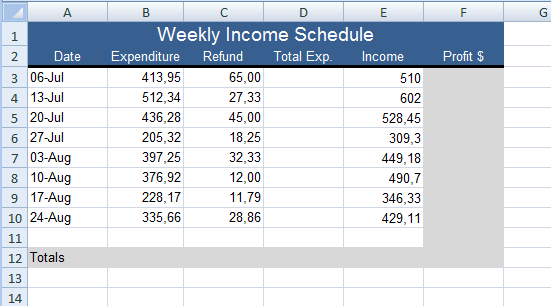 A B C D E F G
1 Weekly Income Schedule
2 Date Expenditure Refund Total Exp. Income Profit $
3 06-Jul 413,95 65,00 510
4 13-Jul 512,34 27,33 602
5 20-Jul 436,28 45,00 528,45
6 27-Jul 205,32 18,25 309,3
7 03-Aug 397,25 32,33 449,18
8 10-Aug 376,92 12,00 490,7
9 17-Aug 228,17 11,79 346,33
10 24-Aug 335,66 28,86 429,11
11
12 Totals
13
14